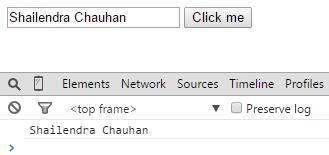 Shailendra Chauhan Click me
Elements Network Sources Timeline Profiles
<top frame> Preserve log
Shailendra Chauhan